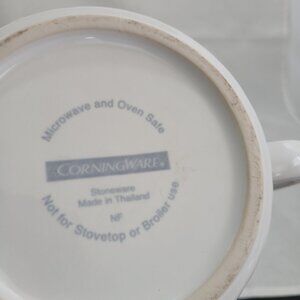 Microwave and Oven Safe
CORNINGWARE®
Stoneware
Made in Thailand
NF
Not for Stovetop or Broiler use